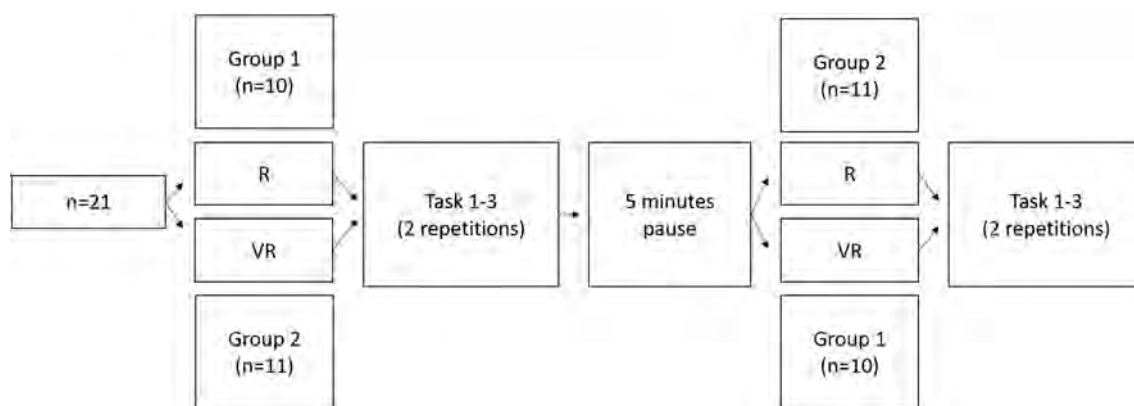 n=21
Group 1
(n=10)
R
VR
Group 2
(n=11)
Task 1-3
(2 repetitions)
5 minutes
pause
Group 2
(n=11)
R
VR
Group 1
(n=10)
Task 1-3
(2 repetitions)